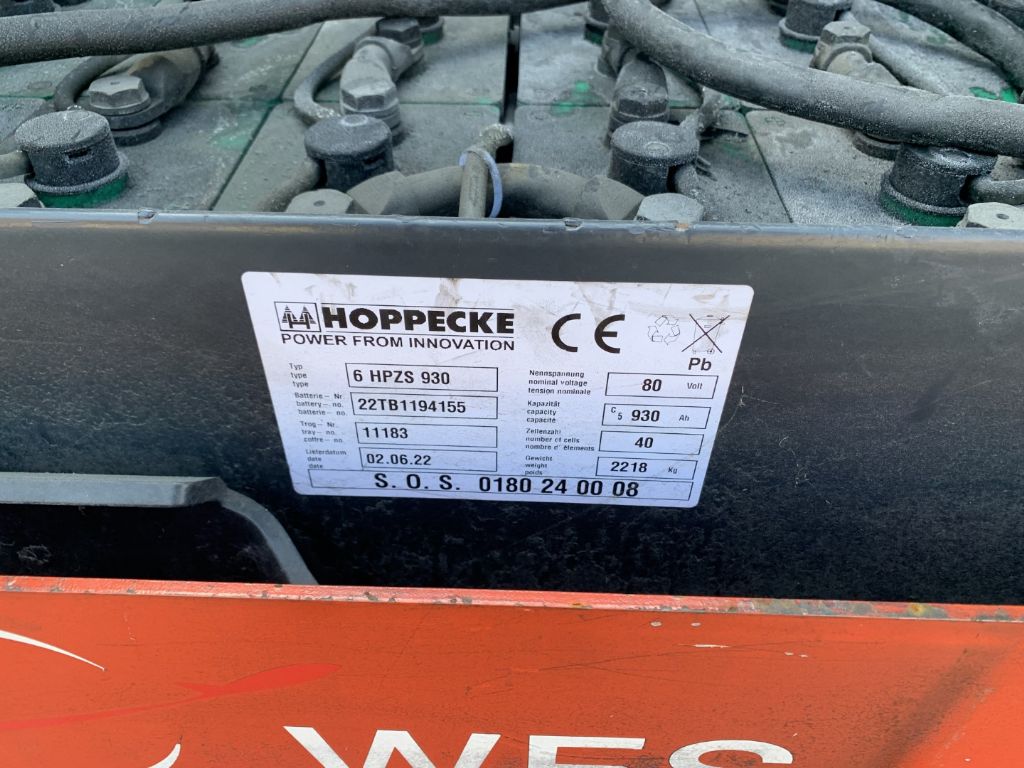 HOPPECKE
POWER FROM INNOVATION
CE
Pb
Typ
type
type
6 HPZS 930
Batterie – Nr.
battery – no.
batterie – no.
22TB1194155
Trog – Nr.
tray – no.
coffre – no.
11183
Lieferdatum
date
date
02.06.22
Nennspannung
nominal voltage
tension nominale
80 Volt
Kapazität
capacity
capacité
C5 930 Ah
Zellenzahl
number of cells
nombre d' éléments
40
Gewicht
weight
poids
2218 Kg
S. O. S. 0180 24 00 08
WES